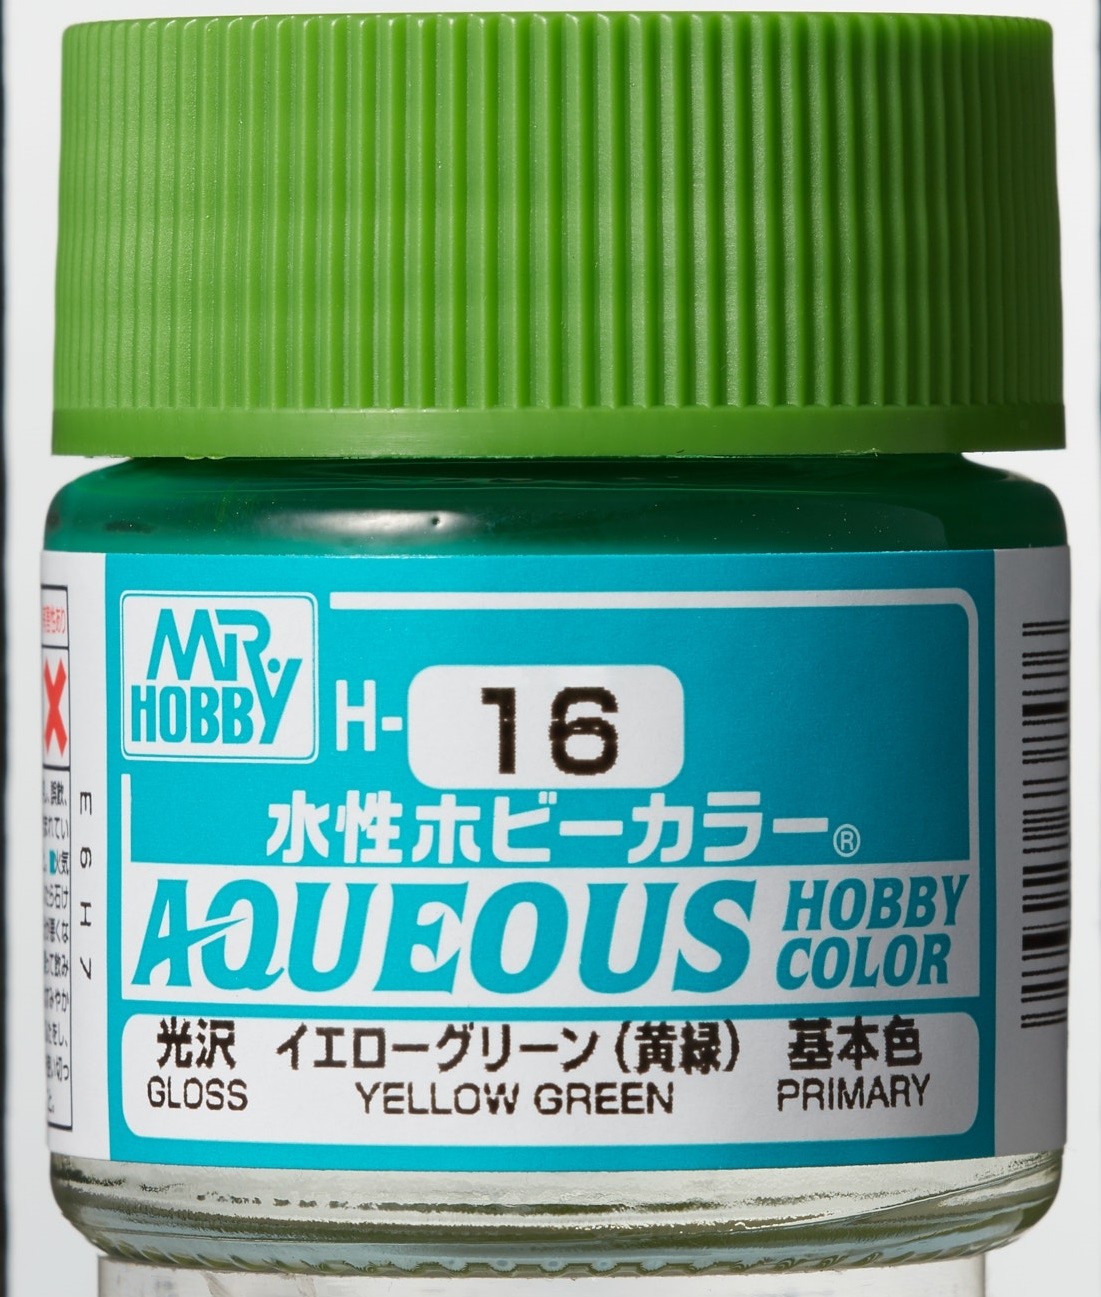 MR.
HOBBY
H-16
水性ホビーカラー®
AQUEOUS HOBBY
COLOR
光沢 イエローグリーン(黄緑) 基本色
GLOSS YELLOW GREEN PRIMARY
E6H7